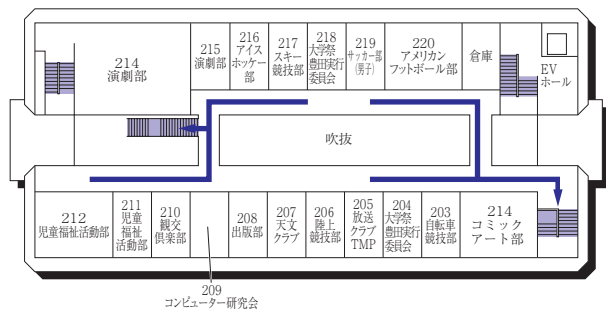 214
演劇部
215
演劇部
216
アイス
ホッケー
部
217
スキー
競技部
218
大学祭
豊田実行
委員会
219
サッカー部
(男子)
220
アメリカン
フットボール部
倉庫
EV
ホール
吹抜
212
児童福祉活動部
211
児童
福祉
活動部
210
観交
倶楽部
208
出版部
207
天文
クラブ
206
陸上
競技部
205
放送
クラブ
TMP
204
大学祭
豊田実行
委員会
203
自転車
競技部
214
コミック
アート部
209
コンピューター研究会